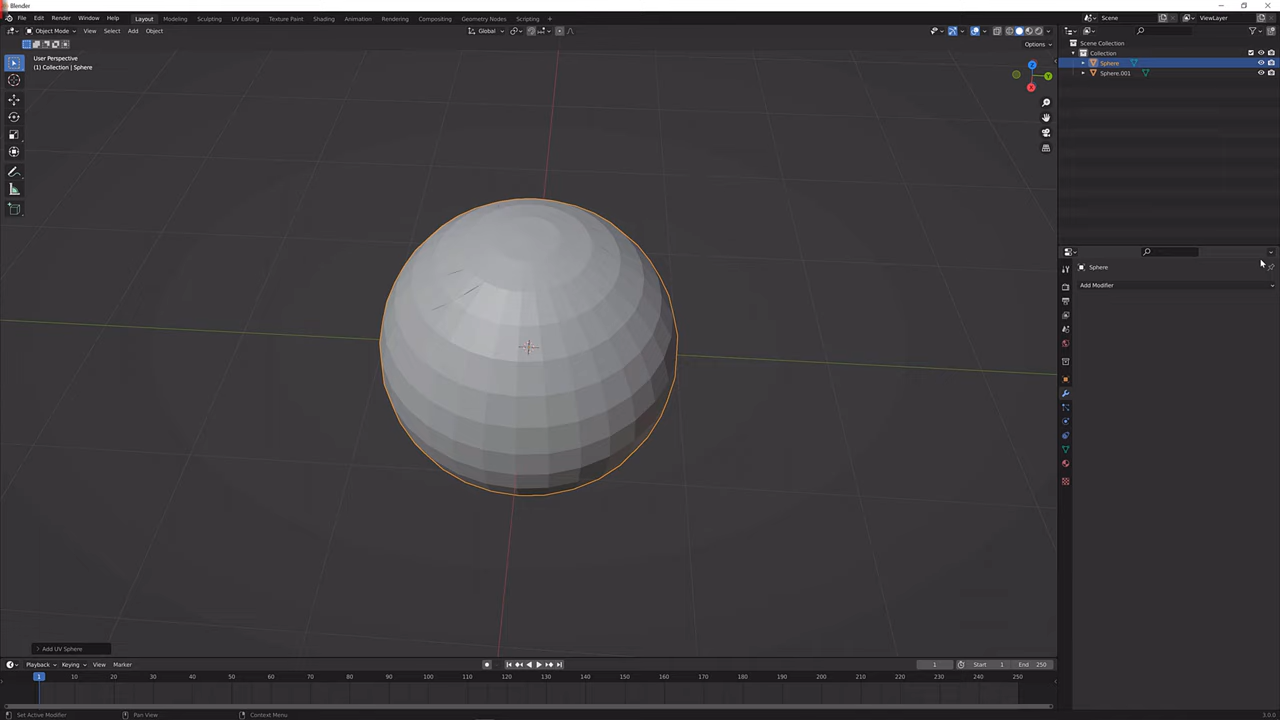 Blender
File Edit Render Window Help Layout Modeling Sculpting UV Editing Texture Paint Shading Animation Rendering Compositing Geometry Nodes Scripting + Scene ViewLayer
Object Mode View Select Add Object Global
Options
User Perspective
(1) Collection | Sphere
Z
Y
X
Scene Collection
Collection
Sphere
Sphere.001
Sphere
Add Modifier
Add UV Sphere
Playback Keying View Marker 1 Start 1 End 250
1 10 20 30 40 50 60 70 80 90 100 110 120 130 140 150 160 170 180 190 200 210 220 230 240 250
Set Active Modifier Pan View Context Menu 3.0.0